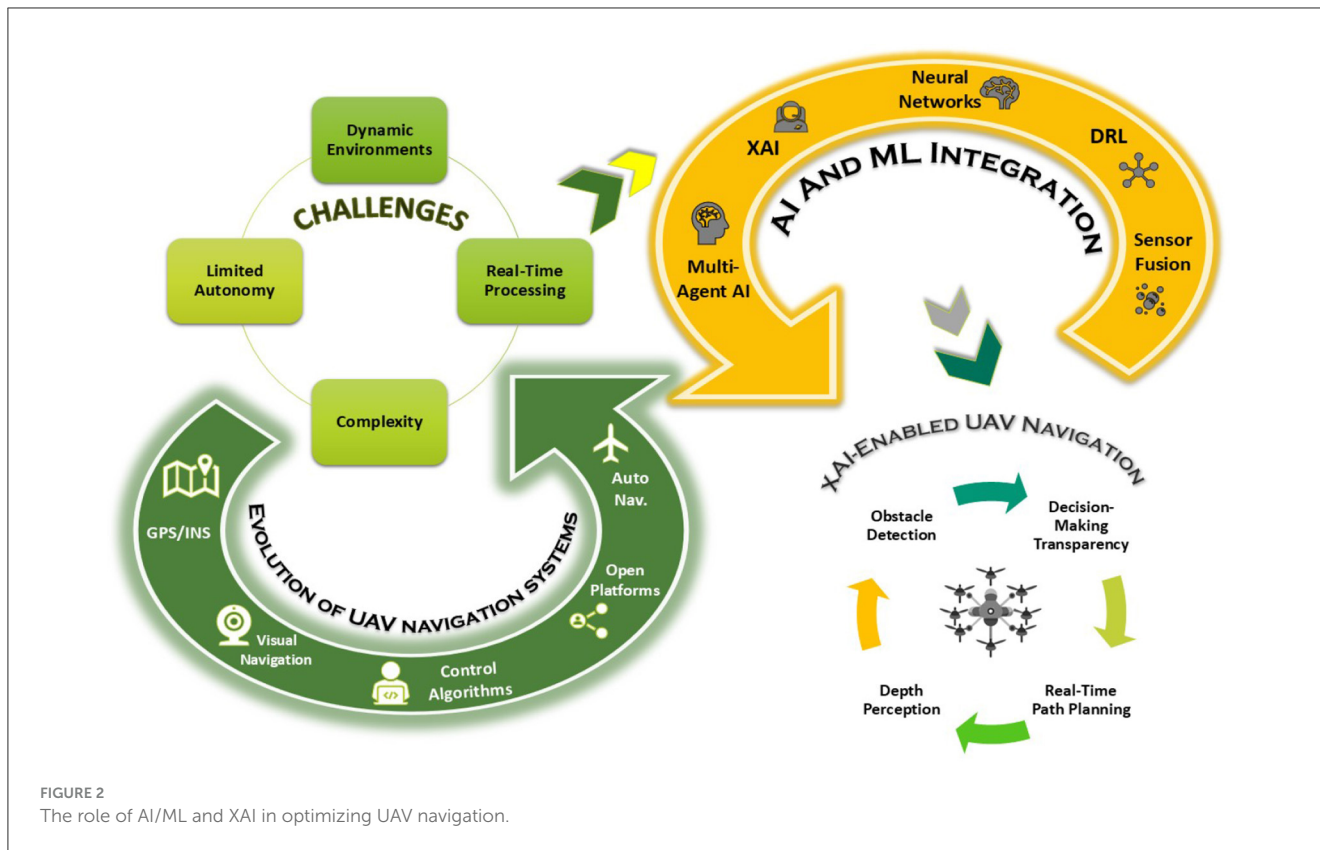 CHALLENGES
Dynamic
Environments
Real-Time
Processing
Complexity
Limited
Autonomy
EVOLUTION OF UAV NAVIGATION SYSTEMS
GPS/INS
Visual
Navigation
Control
Algorithms
Open
Platforms
Auto
Nav.
AI AND ML INTEGRATION
Multi-
Agent AI
XAI
Neural
Networks
DRL
Sensor
Fusion
XAI-ENABLED UAV NAVIGATION
Obstacle
Detection
Decision-
Making
Transparency
Real-Time
Path Planning
Depth
Perception
FIGURE 2
The role of AI/ML and XAI in optimizing UAV navigation.